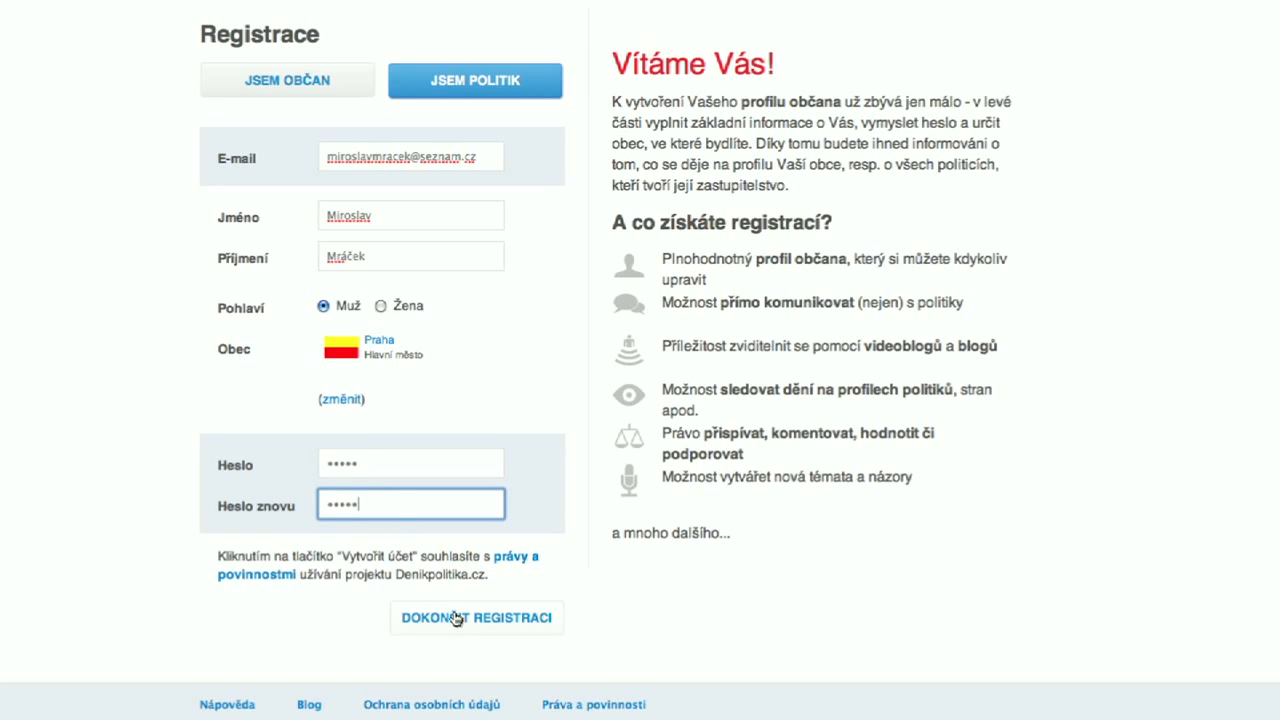 Registrace
JSEM OBČAN
JSEM POLITIK
E-mail
miroslavmracek@seznam.cz
Jméno
Miroslav
Příjmení
Mráček
Pohlaví
Muž
Žena
Obec
Praha
Hlavní město
(změnit)
Heslo
•••••
Heslo znovu
•••••
Kliknutím na tlačítko "Vytvořit účet" souhlasíte s právy a
povinnostmi užívání projektu Denikpolitika.cz.
DOKONČIT REGISTRACI
Vítáme Vás!
K vytvoření Vašeho profilu občana už zbývá jen málo - v levé
části vyplnit základní informace o Vás, vymyslet heslo a určit
obec, ve které bydlíte. Díky tomu budete ihned informováni o
tom, co se děje na profilu Vaší obce, resp. o všech politicích,
kteří tvoří její zastupitelstvo.
A co získáte registrací?
Plnohodnotný profil občana, který si můžete kdykoliv
upravit
Možnost přímo komunikovat (nejen) s politiky
Příležitost zviditelnit se pomocí videoblogů a blogů
Možnost sledovat dění na profilech politiků, stran
apod.
Právo přispívat, komentovat, hodnotit či
podporovat
Možnost vytvářet nová témata a názory
a mnoho dalšího...
Nápověda
Blog
Ochrana osobních údajů
Práva a povinnosti